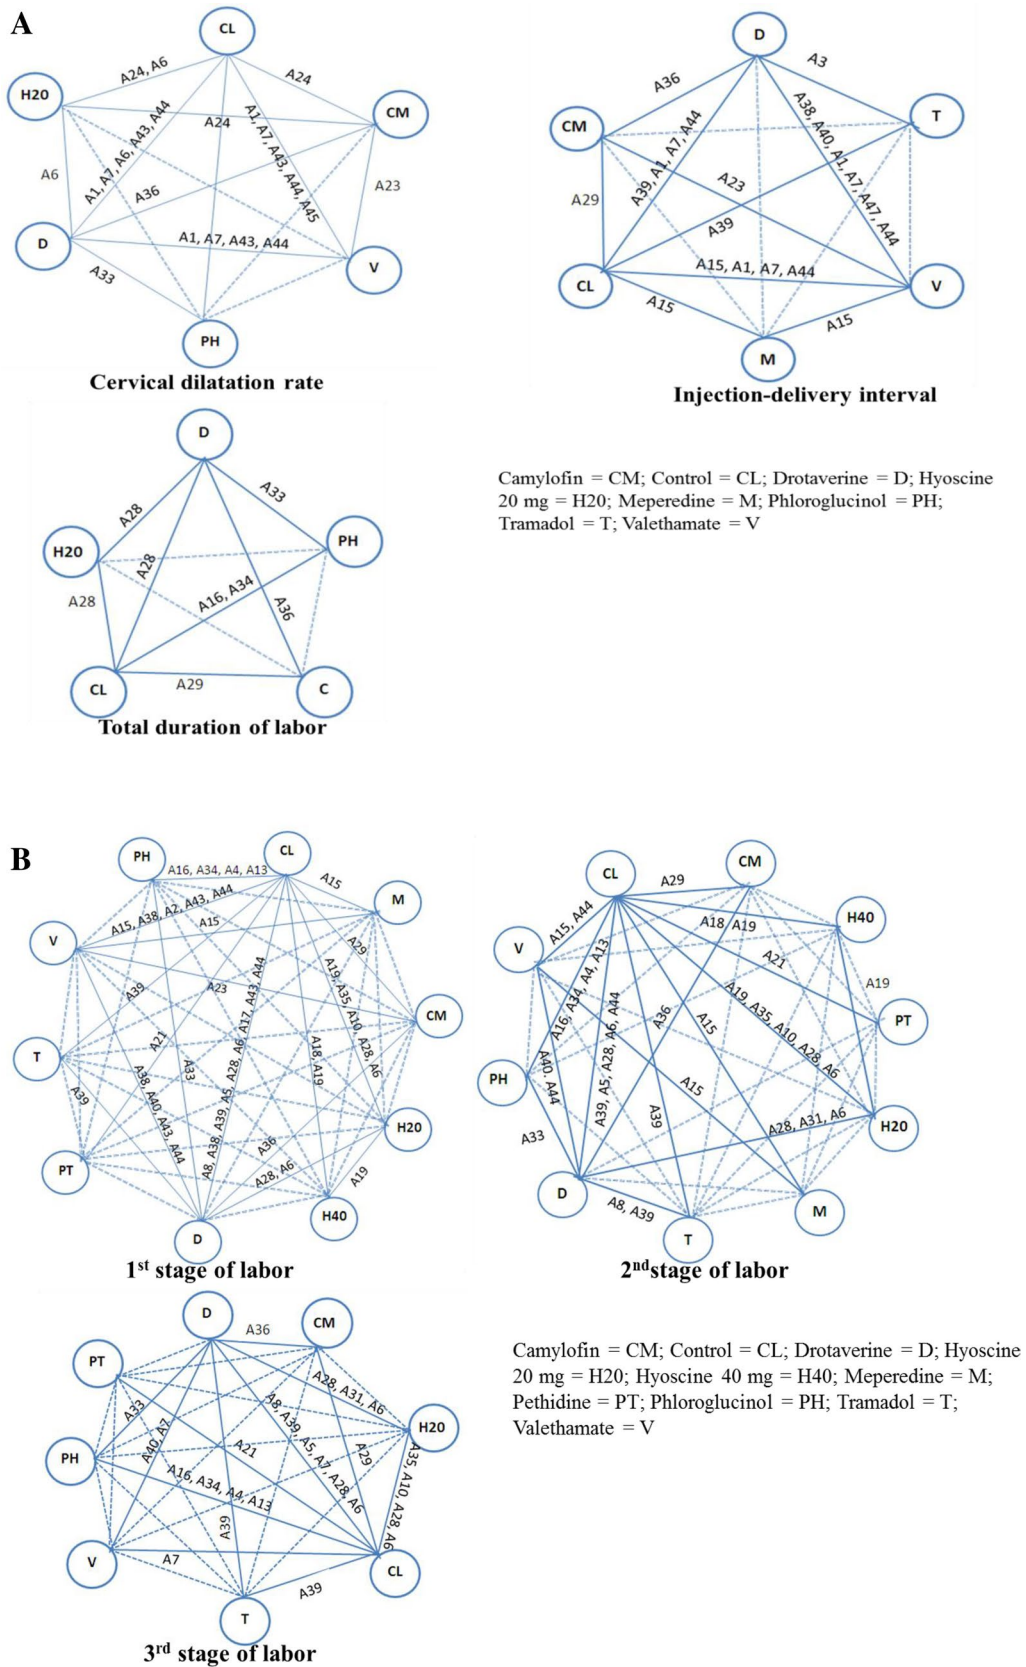 A
CL
A24, A6
A24
H20
CM
A24
A1, A7, A6, A43, A44
A1, A7, A43, A44, A45
A6
A36
A23
D
A1, A7, A43, A44
V
A33
PH
Cervical dilatation rate
D
A36
A3
CM
T
A39, A1, A7, A44
A38, A40, A1, A7, A47, A44
A29
A23
A39
CL
A15, A1, A7, A44
V
A15
A15
M
Injection-delivery interval
D
A28
A33
H20
PH
A28
A28
A16, A34
A36
CL
A29
C
Total duration of labor
Camylofin = CM; Control = CL; Drotaverine = D; Hyoscine
20 mg = H20; Meperedine = M; Phloroglucinol = PH;
Tramadol = T; Valethamate = V
B
PH
CL
A16, A34, A4, A13
A15
M
A15, A38, A2, A43, A44
A15
V
A29
A39
A23
A19, A35, A10, A28, A6
CM
T
A21
A33
A18, A19
A39
A38, A40, A43, A44
A8, A38, A39, A5, A28, A6, A17, A43, A44
H20
A36
PT
A28, A6
A19
H40
D
1st stage of labor
CL
CM
A29
H40
A15, A44
A18, A19
V
A21
A19
A16, A34, A4, A13
A36
A19, A35, A10, A28, A6
PT
A15
A39, A5, A28, A6, A44
A40. A44
PH
A15
A39
A33
A28, A31, A6
H20
D
A8, A39
M
T
2nd stage of labor
D
A36
CM
PT
A28, A31, A6
A33
A40, A7
A8, A39, A5, A7, A28, A6
H20
PH
A21
A29
A35, A10, A28, A6
A16, A34, A4, A13
A39
V
A7
CL
A39
T
3rd stage of labor
Camylofin = CM; Control = CL; Drotaverine = D; Hyoscine
20 mg = H20; Hyoscine 40 mg = H40; Meperedine = M;
Pethidine = PT; Phloroglucinol = PH; Tramadol = T;
Valethamate = V